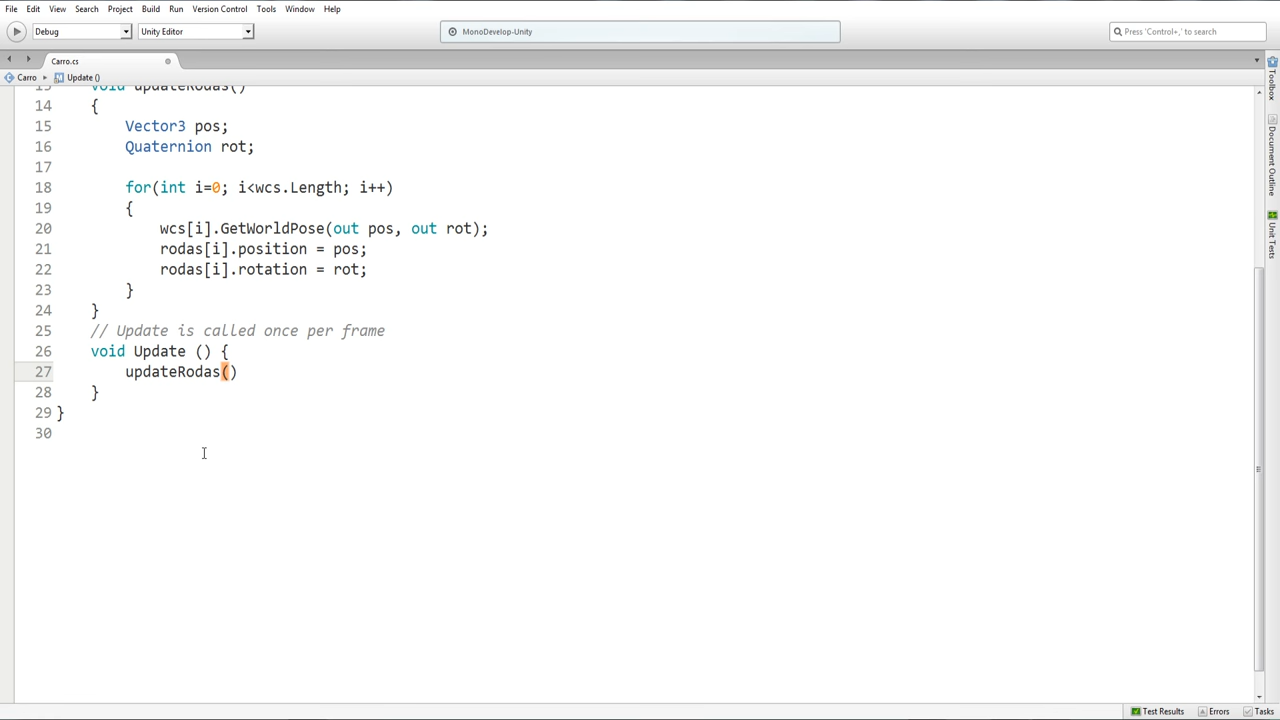 File Edit View Search Project Build Run Version Control Tools Window Help
Debug Unity Editor MonoDevelop-Unity Press 'Control+,' to search
Carro.cs
Carro Update ()
13 void updateRodas()
14 {
15 Vector3 pos;
16 Quaternion rot;
17
18 for(int i=0; i<wcs.Length; i++)
19 {
20 wcs[i].GetWorldPose(out pos, out rot);
21 rodas[i].position = pos;
22 rodas[i].rotation = rot;
23 }
24 }
25 // Update is called once per frame
26 void Update () {
27 updateRodas()
28 }
29 }
30
Toolbox
Document Outline
Unit Tests
Test Results Errors Tasks